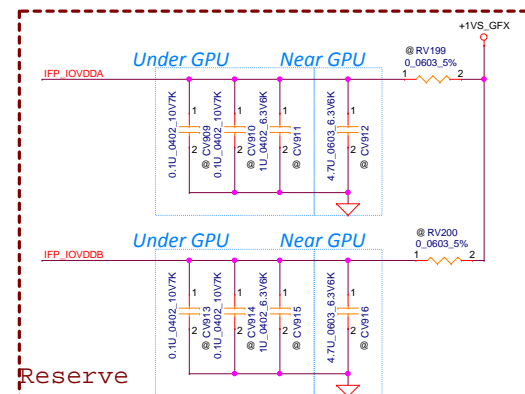 +1VS_GFX
@ RV199
0_0603_5%
Under GPU
Near GPU
IFP_IOVDDA
1
2
0.1U_0402_10V7K
1
2
@ CV909
0.1U_0402_10V7K
1
2
@ CV910
1U_0402_6.3V6K
1
2
@ CV911
4.7U_0603_6.3V6K
1
2
@ CV912
@ RV200
0_0603_5%
Under GPU
Near GPU
IFP_IOVDDB
1
2
0.1U_0402_10V7K
1
2
@ CV913
0.1U_0402_10V7K
1
2
@ CV914
1U_0402_6.3V6K
1
2
@ CV915
4.7U_0603_6.3V6K
1
2
@ CV916
Reserve